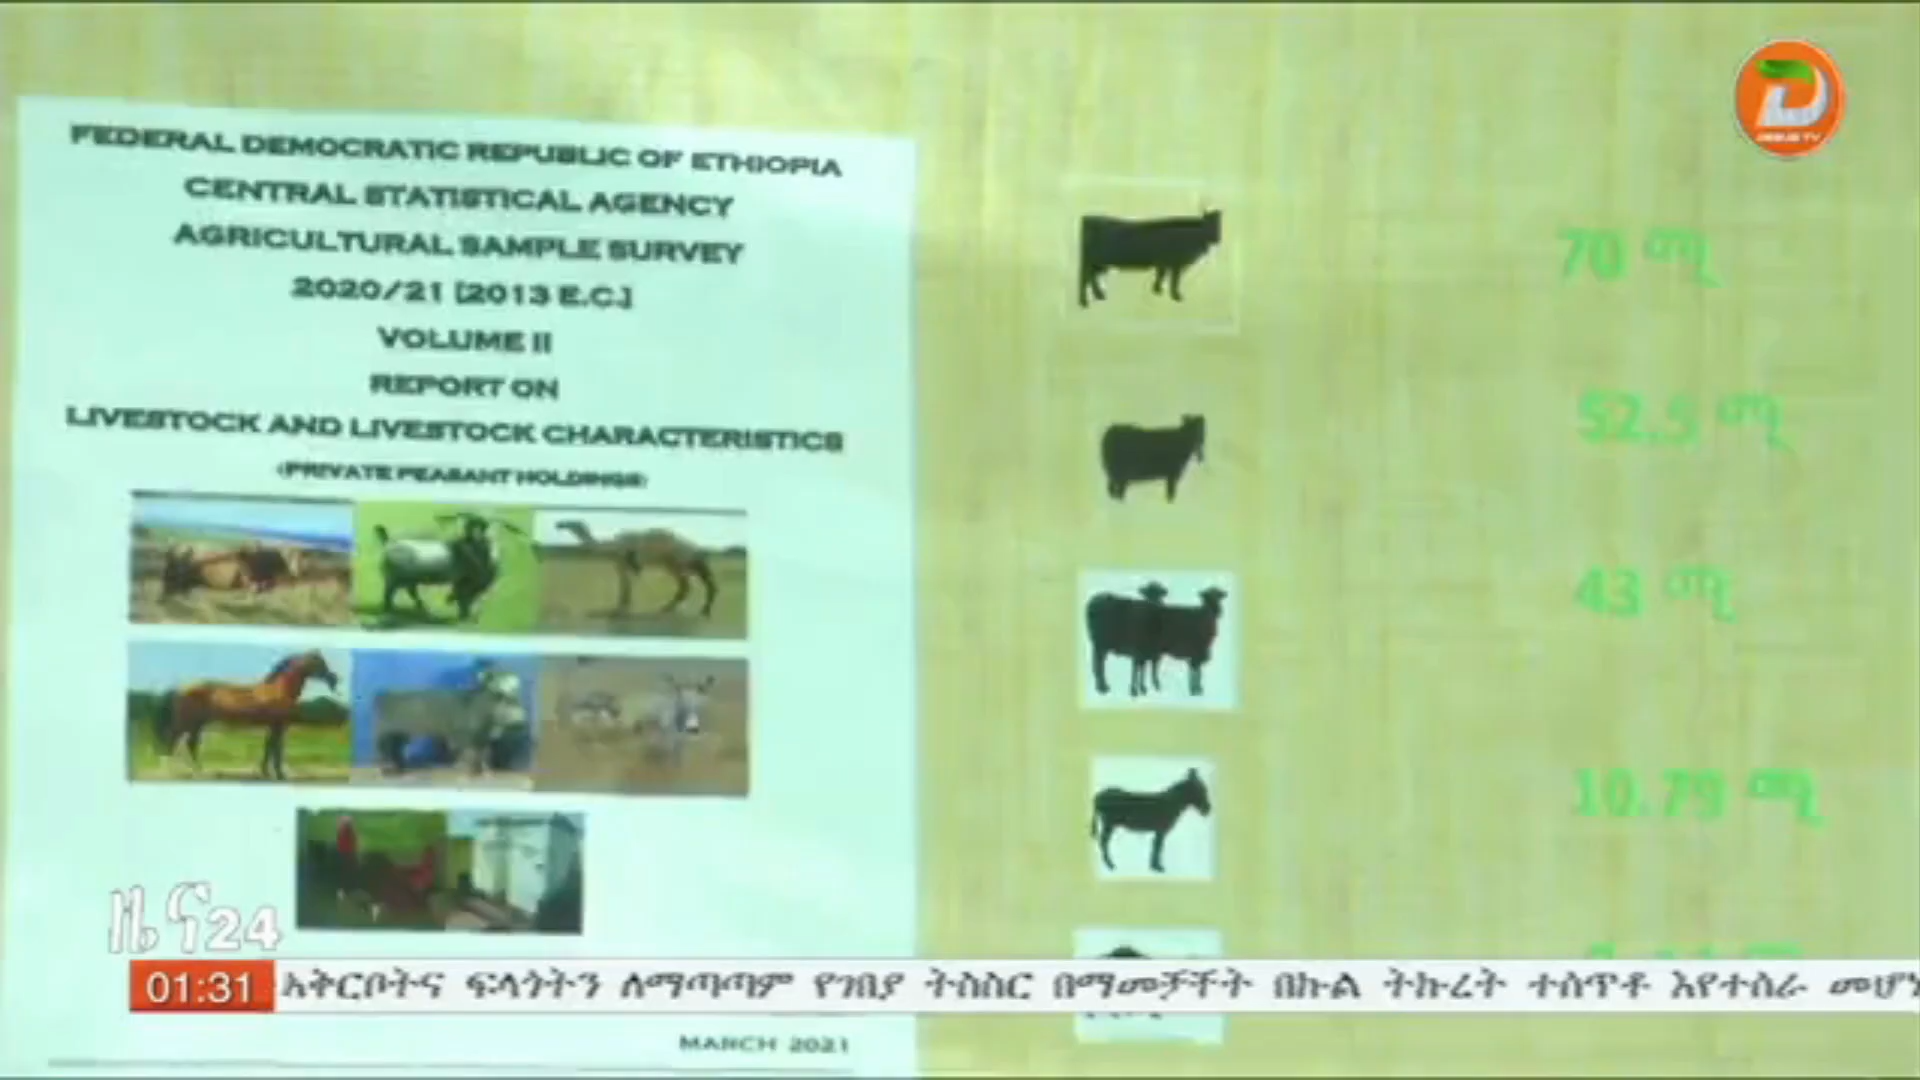 FEDERAL DEMOCRATIC REPUBLIC OF ETHIOPIA
CENTRAL STATISTICAL AGENCY
AGRICULTURAL SAMPLE SURVEY
2020/21 [2013 E.C.]
VOLUME II
REPORT ON
LIVESTOCK AND LIVESTOCK CHARACTERISTICS
(PRIVATE PEASANT HOLDINGS)
MARCH 2021
70 ሚ
52.5 ሚ
43 ሚ
10.79 ሚ
ዜና24
01:31 አቅርቦትና ፍላጎትን ለማጣጣም የገበያ ትስስር በማመቻቸት በኩል ትኩረት ተሰጥቶ እየተሰራ መሆ